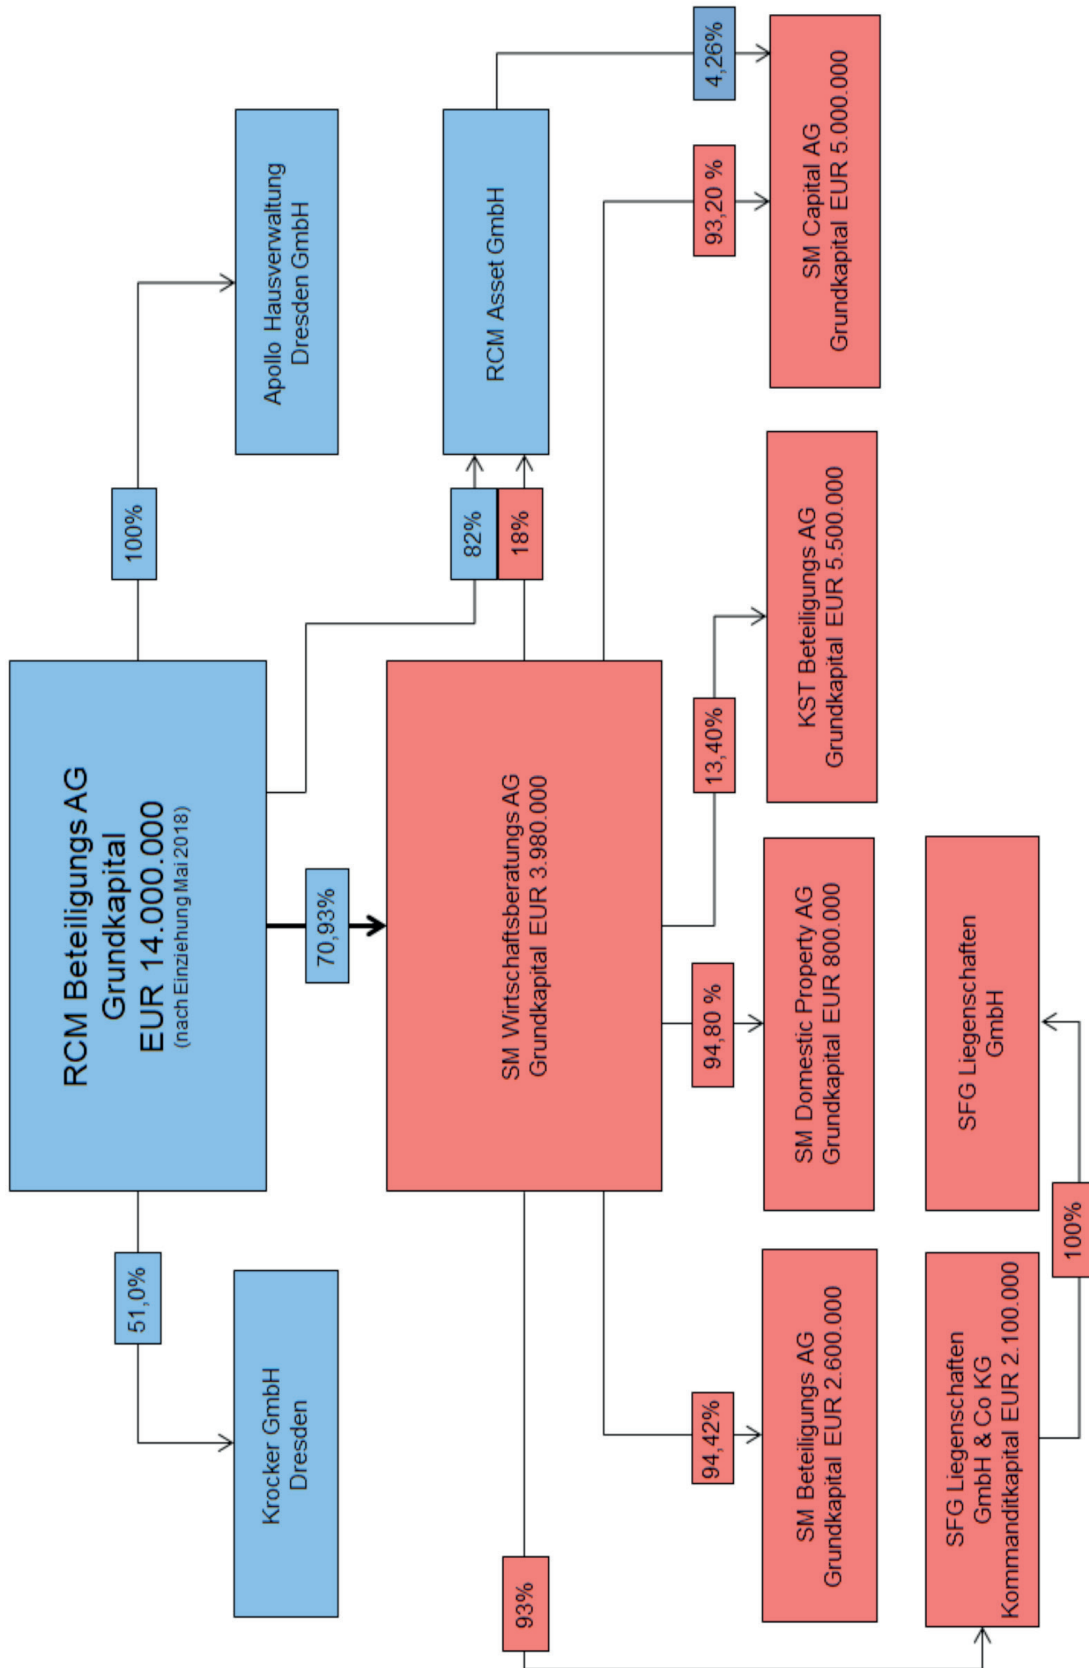 RCM Beteiligungs AG
Grundkapital
EUR 14.000.000
(nach Einziehung Mai 2018)
51,0%
100%
Krocker GmbH
Dresden
Apollo Hausverwaltung
Dresden GmbH
70,93%
82%
18%
RCM Asset GmbH
SM Wirtschaftsberatungs AG
Grundkapital EUR 3.980.000
93%
94,42%
94,80 %
13,40%
93,20 %
4,26%
SM Beteiligungs AG
Grundkapital EUR 2.600.000
SM Domestic Property AG
Grundkapital EUR 800.000
KST Beteiligungs AG
Grundkapital EUR 5.500.000
SM Capital AG
Grundkapital EUR 5.000.000
SFG Liegenschaften
GmbH & Co KG
Kommanditkapital EUR 2.100.000
SFG Liegenschaften
GmbH
100%